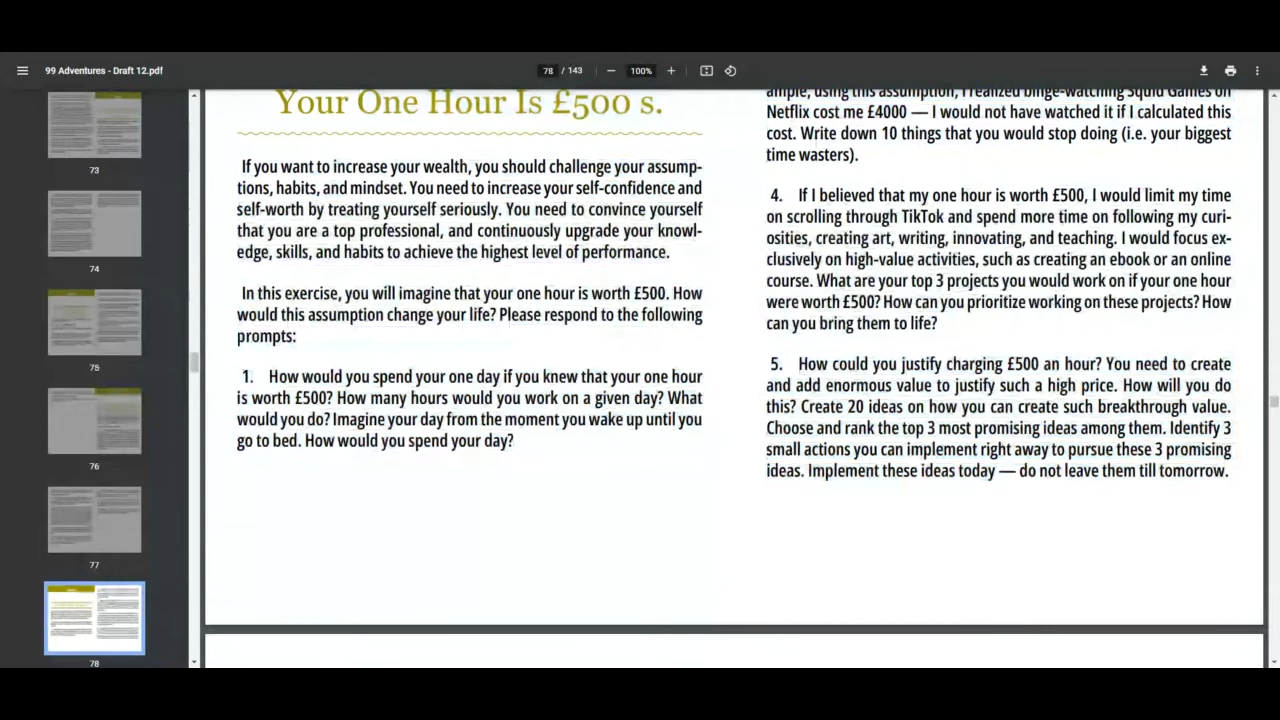 99 Adventures - Draft 12.pdf
78 / 143
100%
73
74
75
76
77
78
Your One Hour Is £500 s.
If you want to increase your wealth, you should challenge your assump-
tions, habits, and mindset. You need to increase your self-confidence and
self-worth by treating yourself seriously. You need to convince yourself
that you are a top professional, and continuously upgrade your knowl-
edge, skills, and habits to achieve the highest level of performance.
In this exercise, you will imagine that your one hour is worth £500. How
would this assumption change your life? Please respond to the following
prompts:
1. How would you spend your one day if you knew that your one hour
is worth £500? How many hours would you work on a given day? What
would you do? Imagine your day from the moment you wake up until you
go to bed. How would you spend your day?
ample, using this assumption, I realized binge-watching Squid Games on
Netflix cost me £4000 — I would not have watched it if I calculated this
cost. Write down 10 things that you would stop doing (i.e. your biggest
time wasters).
4. If I believed that my one hour is worth £500, I would limit my time
on scrolling through TikTok and spend more time on following my curi-
osities, creating art, writing, innovating, and teaching. I would focus ex-
clusively on high-value activities, such as creating an ebook or an online
course. What are your top 3 projects you would work on if your one hour
were worth £500? How can you prioritize working on these projects? How
can you bring them to life?
5. How could you justify charging £500 an hour? You need to create
and add enormous value to justify such a high price. How will you do
this? Create 20 ideas on how you can create such breakthrough value.
Choose and rank the top 3 most promising ideas among them. Identify 3
small actions you can implement right away to pursue these 3 promising
ideas. Implement these ideas today — do not leave them till tomorrow.